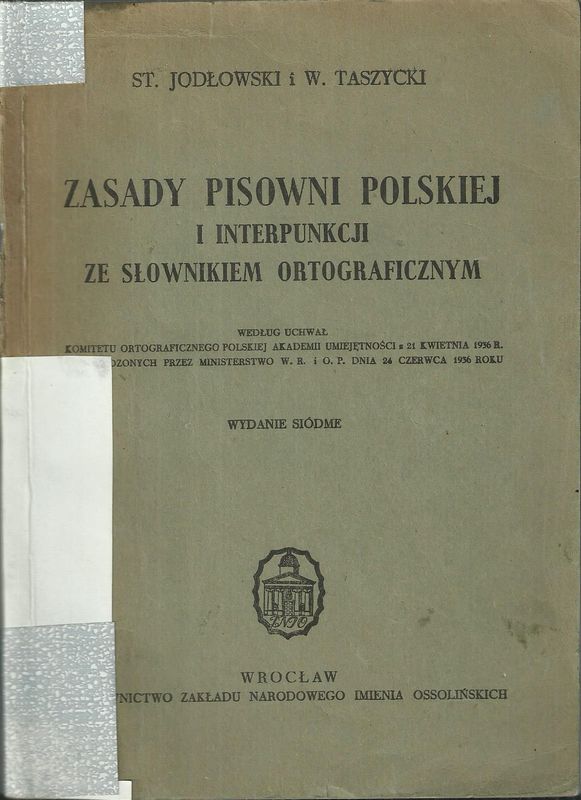 ST. JODŁOWSKI i W. TASZYCKI
ZASADY PISOWNI POLSKIEJ
I INTERPUNKCJI
ZE SŁOWNIKIEM ORTOGRAFICZNYM
WEDŁUG UCHWAŁ
KOMITETU ORTOGRAFICZNEGO POLSKIEJ AKADEMII UMIEJĘTNOŚCI z 21 KWIETNIA 1936 R.
PRZEZ MINISTERSTWO W. R. i O. P. DNIA 24 CZERWCA 1936 ROKU
WYDANIE SIÓDME
ZNIO
WROCŁAW
ZAKŁADU NARODOWEGO IMIENIA OSSOLIŃSKICH